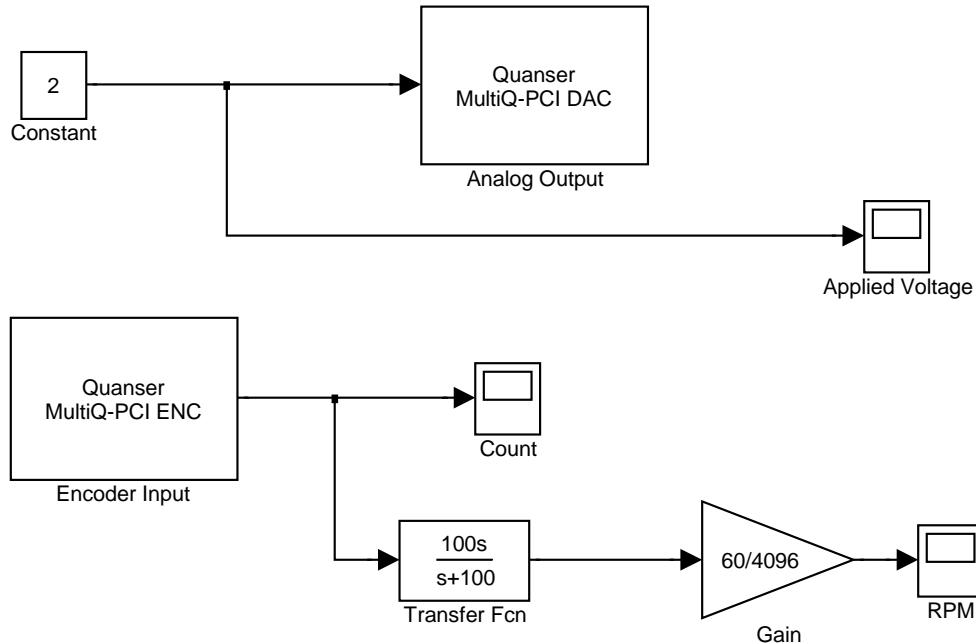 2
Constant
Quanser
MultiQ-PCI DAC
Analog Output
Applied Voltage
Quanser
MultiQ-PCI ENC
Encoder Input
Count
100s
s+100
Transfer Fcn
60/4096
Gain
RPM